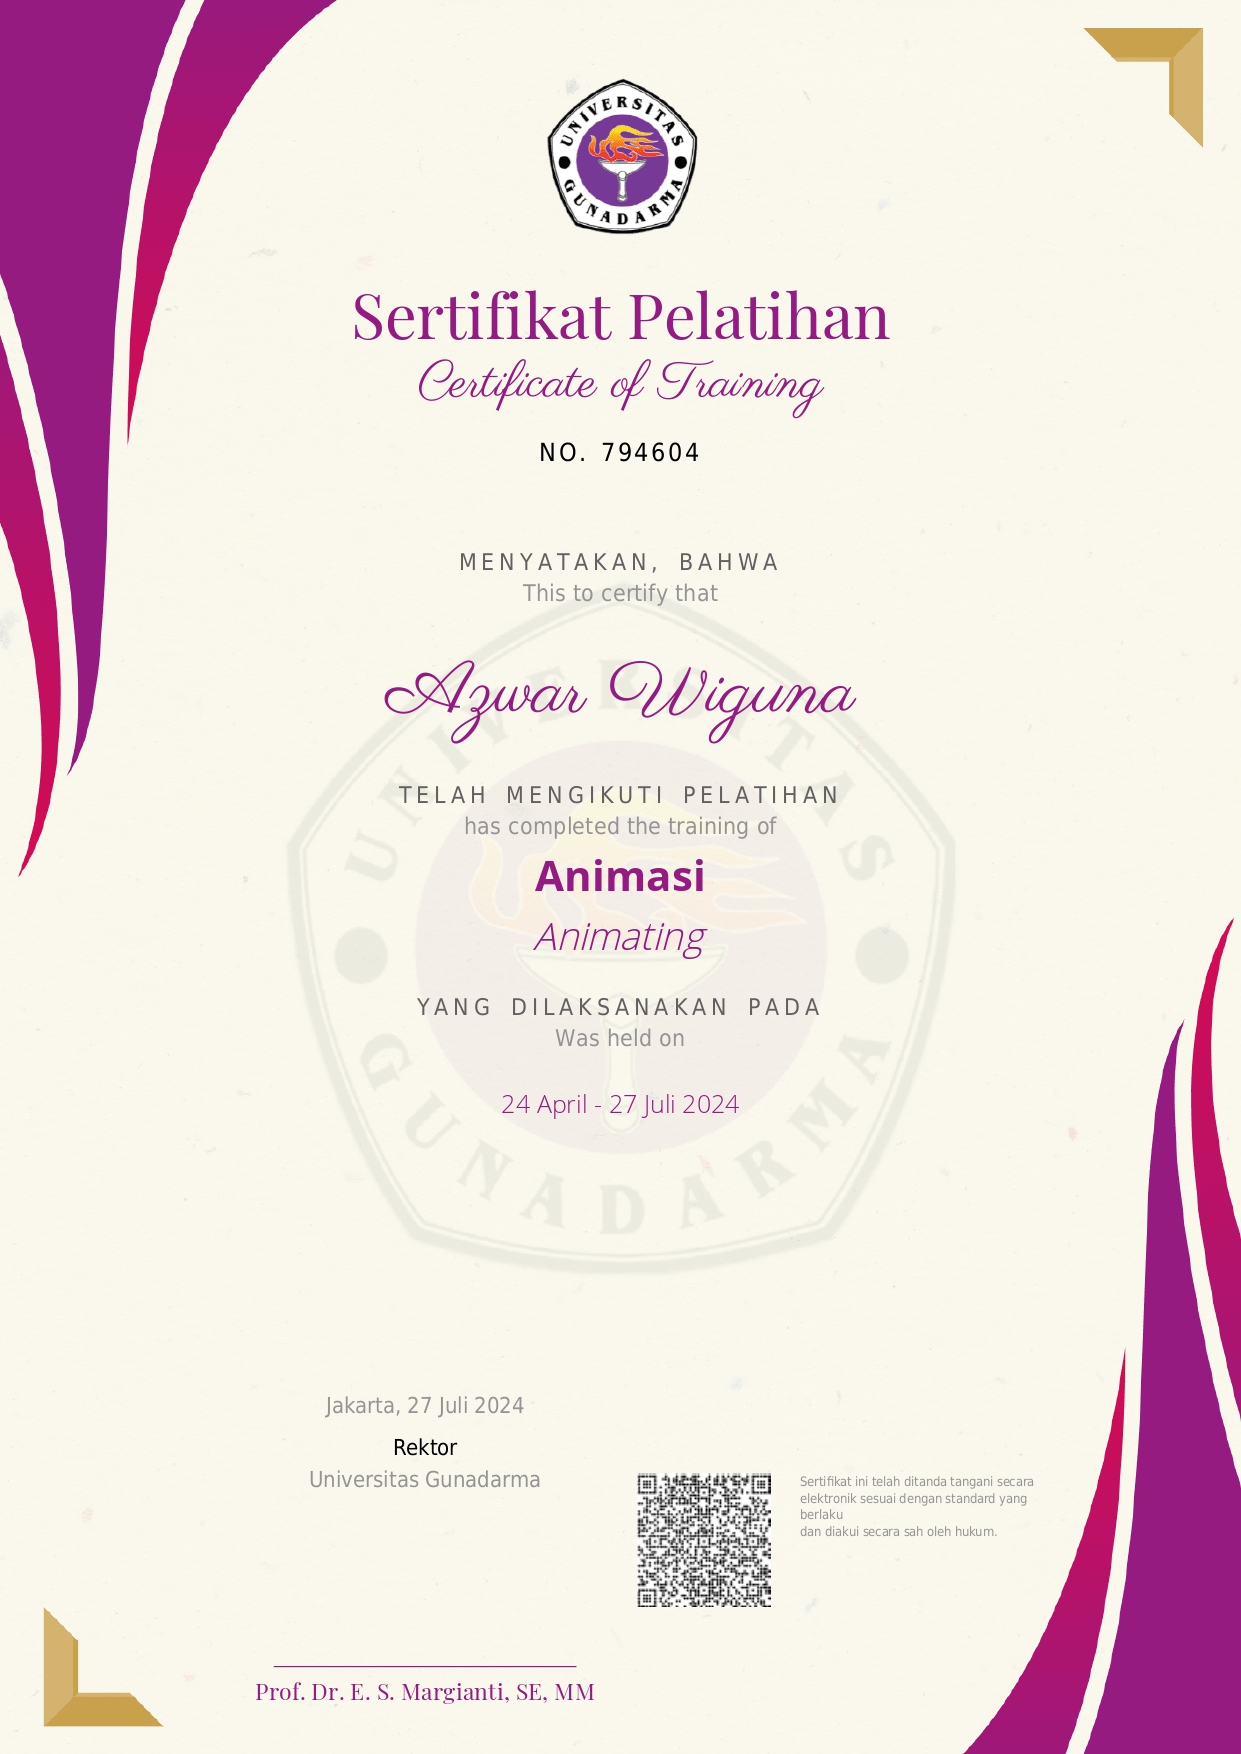 UNIVERSITAS
GUNADARMA
Sertifikat Pelatihan
Certificate of Training
NO. 794604
MENYATAKAN, BAHWA
This to certify that
Azwar Wiguna
TELAH MENGIKUTI PELATIHAN
has completed the training of
Animasi
Animating
YANG DILAKSANAKAN PADA
Was held on
24 April - 27 Juli 2024
UNIVERSITAS
GUNADARMA
Jakarta, 27 Juli 2024
Rektor
Universitas Gunadarma
Sertifikat ini telah ditanda tangani secara
elektronik sesuai dengan standard yang
berlaku
dan diakui secara sah oleh hukum.
Prof. Dr. E. S. Margianti, SE, MM